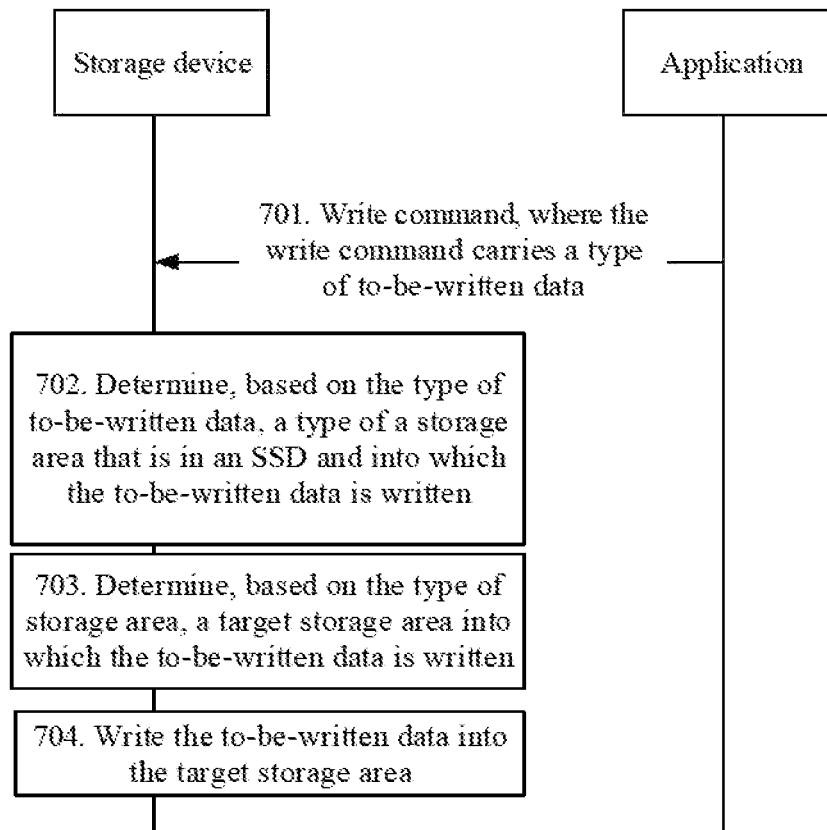 Storage device
Application
701. Write command, where the
write command carries a type
of to-be-written data
702. Determine, based on the type of
to-be-written data, a type of a storage
area that is in an SSD and into which
the to-be-written data is written
703. Determine, based on the type of
storage area, a target storage area into
which the to-be-written data is written
704. Write the to-be-written data into
the target storage area